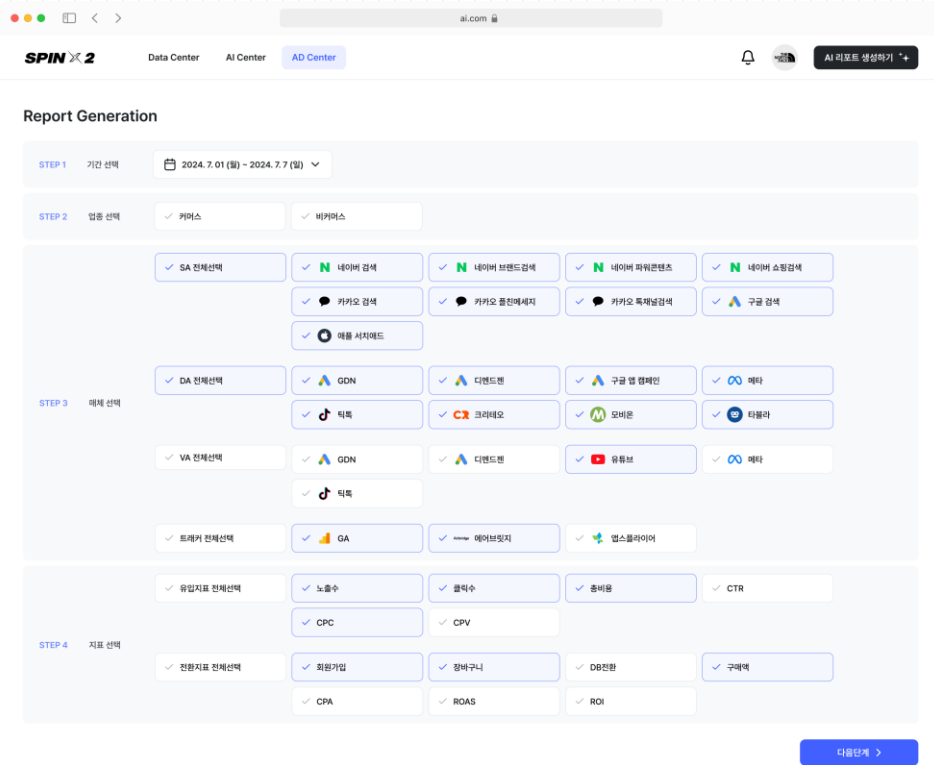 ai.com
SPIN X 2 Data Center AI Center AD Center AI 리포트 생성하기
Report Generation
STEP 1 기간 선택 2024. 7. 01 (월) ~ 2024. 7. 7 (일)
STEP 2 업종 선택 커머스 비커머스
SA 전체선택 네이버 검색 네이버 브랜드검색 네이버 파워콘텐츠 네이버 쇼핑검색
카카오 검색 카카오 플친메세지 카카오 톡채널검색 구글 검색
애플 서치애드
DA 전체선택 GDN 디멘드젠 구글 앱 캠페인 메타
STEP 3 매체 선택
틱톡 크리테오 모비온 타불라
VA 전체선택 GDN 디멘드젠 유튜브 메타
틱톡
트래커 전체선택 GA 에어브릿지 앱스플라이어
유입지표 전체선택 노출수 클릭수 총비용 CTR
CPC CPV
STEP 4 지표 선택
전환지표 전체선택 회원가입 장바구니 DB전환 구매액
CPA ROAS ROI
다음단계